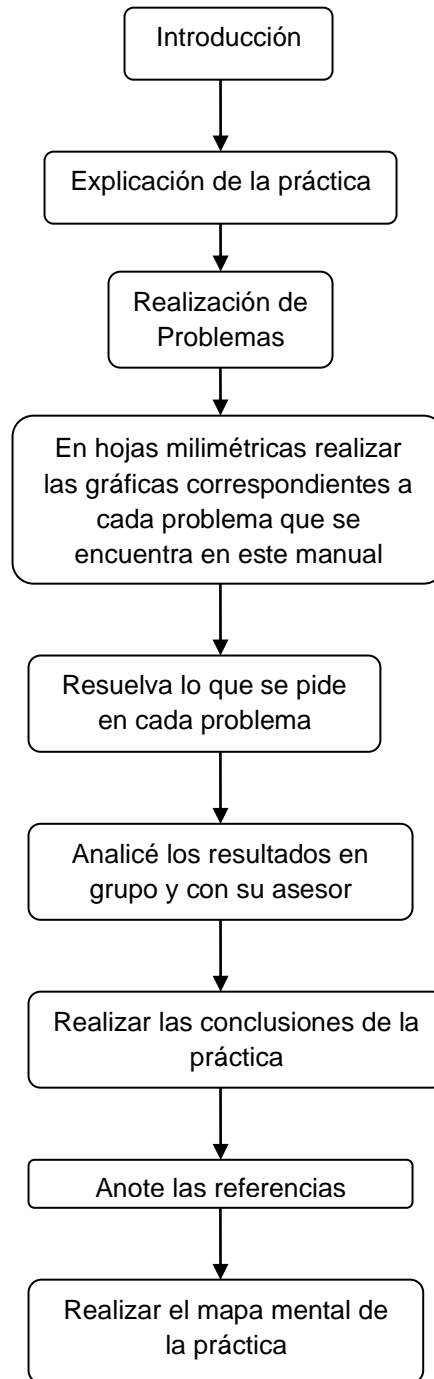 Introducción
Explicación de la práctica
Realización de
Problemas
En hojas milimétricas realizar
las gráficas correspondientes a
cada problema que se
encuentra en este manual
Resuelva lo que se pide
en cada problema
Analicé los resultados en
grupo y con su asesor
Realizar las conclusiones de la
práctica
Anote las referencias
Realizar el mapa mental de
la práctica